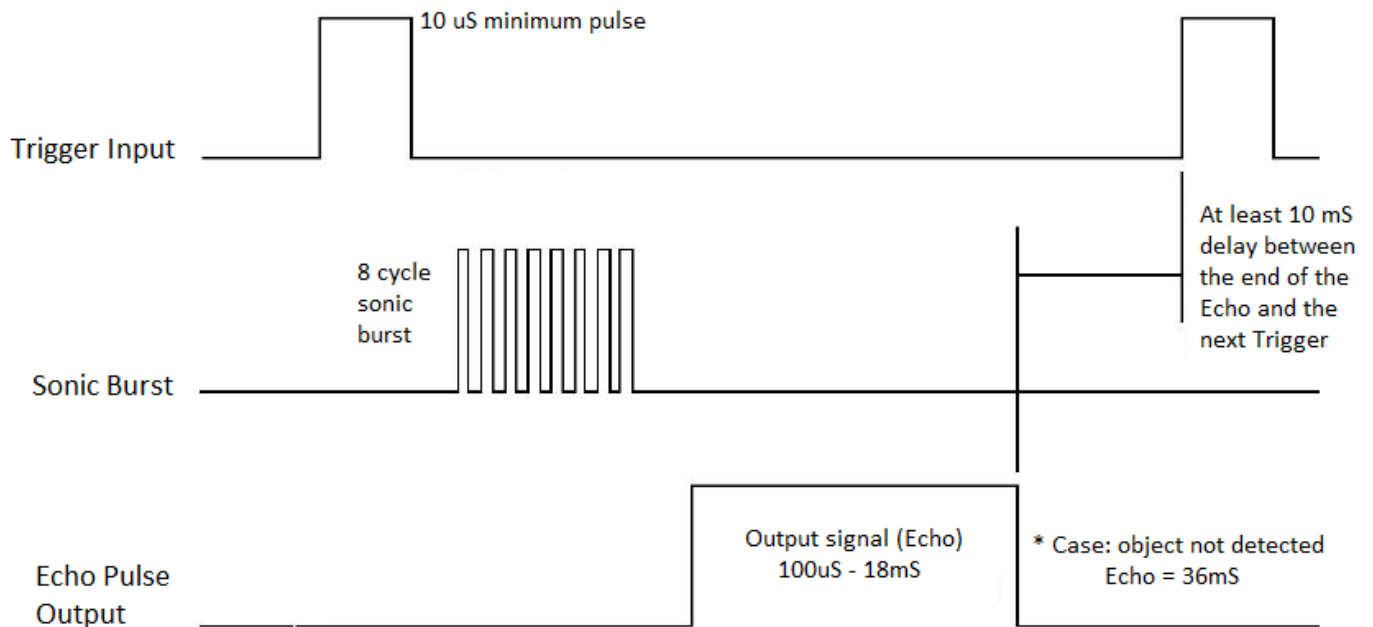 10 uS minimum pulse
Trigger Input
At least 10 mS
delay between
the end of the
Echo and the
next Trigger
8 cycle
sonic
burst
Sonic Burst
Output signal (Echo)
100uS - 18mS
* Case: object not detected
Echo = 36mS
Echo Pulse
Output